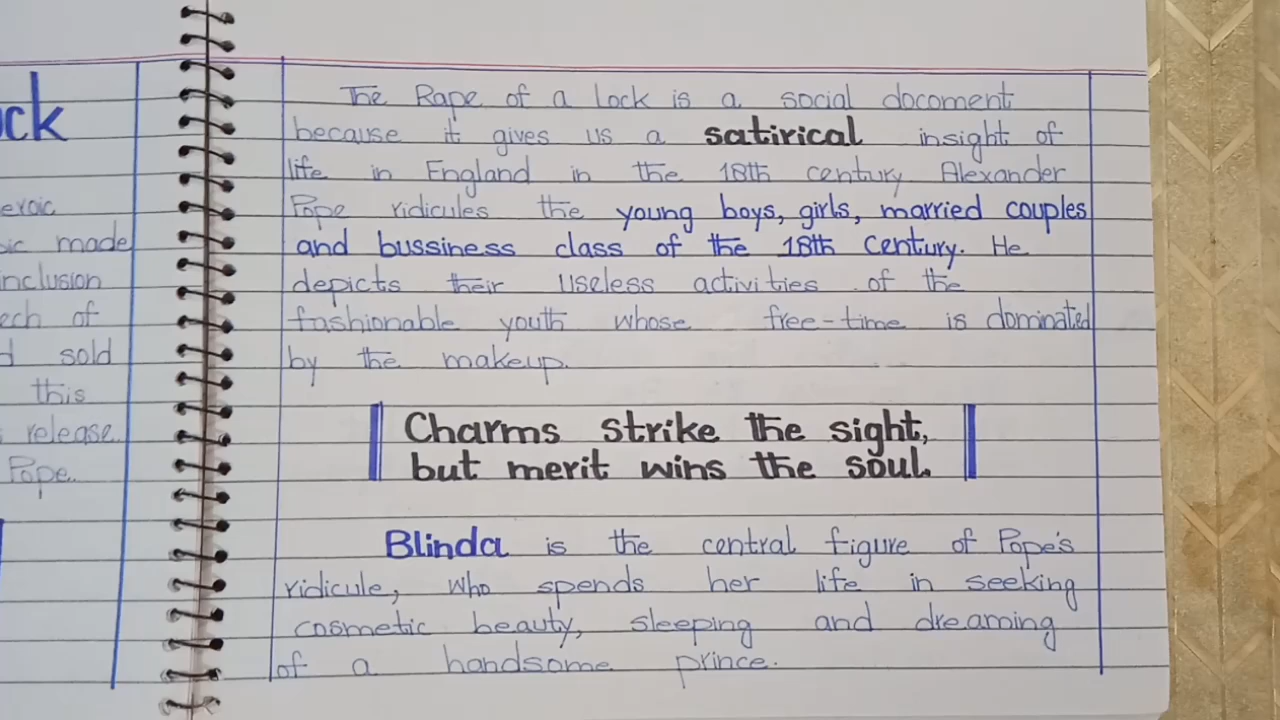 ock
eroic
ic made
inclusion
ech of
d sold
this
release
Pope.
The Rape of a Lock is a social docoment
because it gives us a satirical insight of
life in England in the 18th century Alexander
Pope ridicules the young boys, girls, married couples
and bussiness class of the 18th century. He
depicts their useless activities of the
fashionable youth whose free-time is dominated
by the makeup.
Charms strike the sight,
but merit wins the soul.
Blinda is the central figure of Pope's
ridicule, who spends her life in seeking
cosmetic beauty, sleeping and dreaming
of a handsome prince.